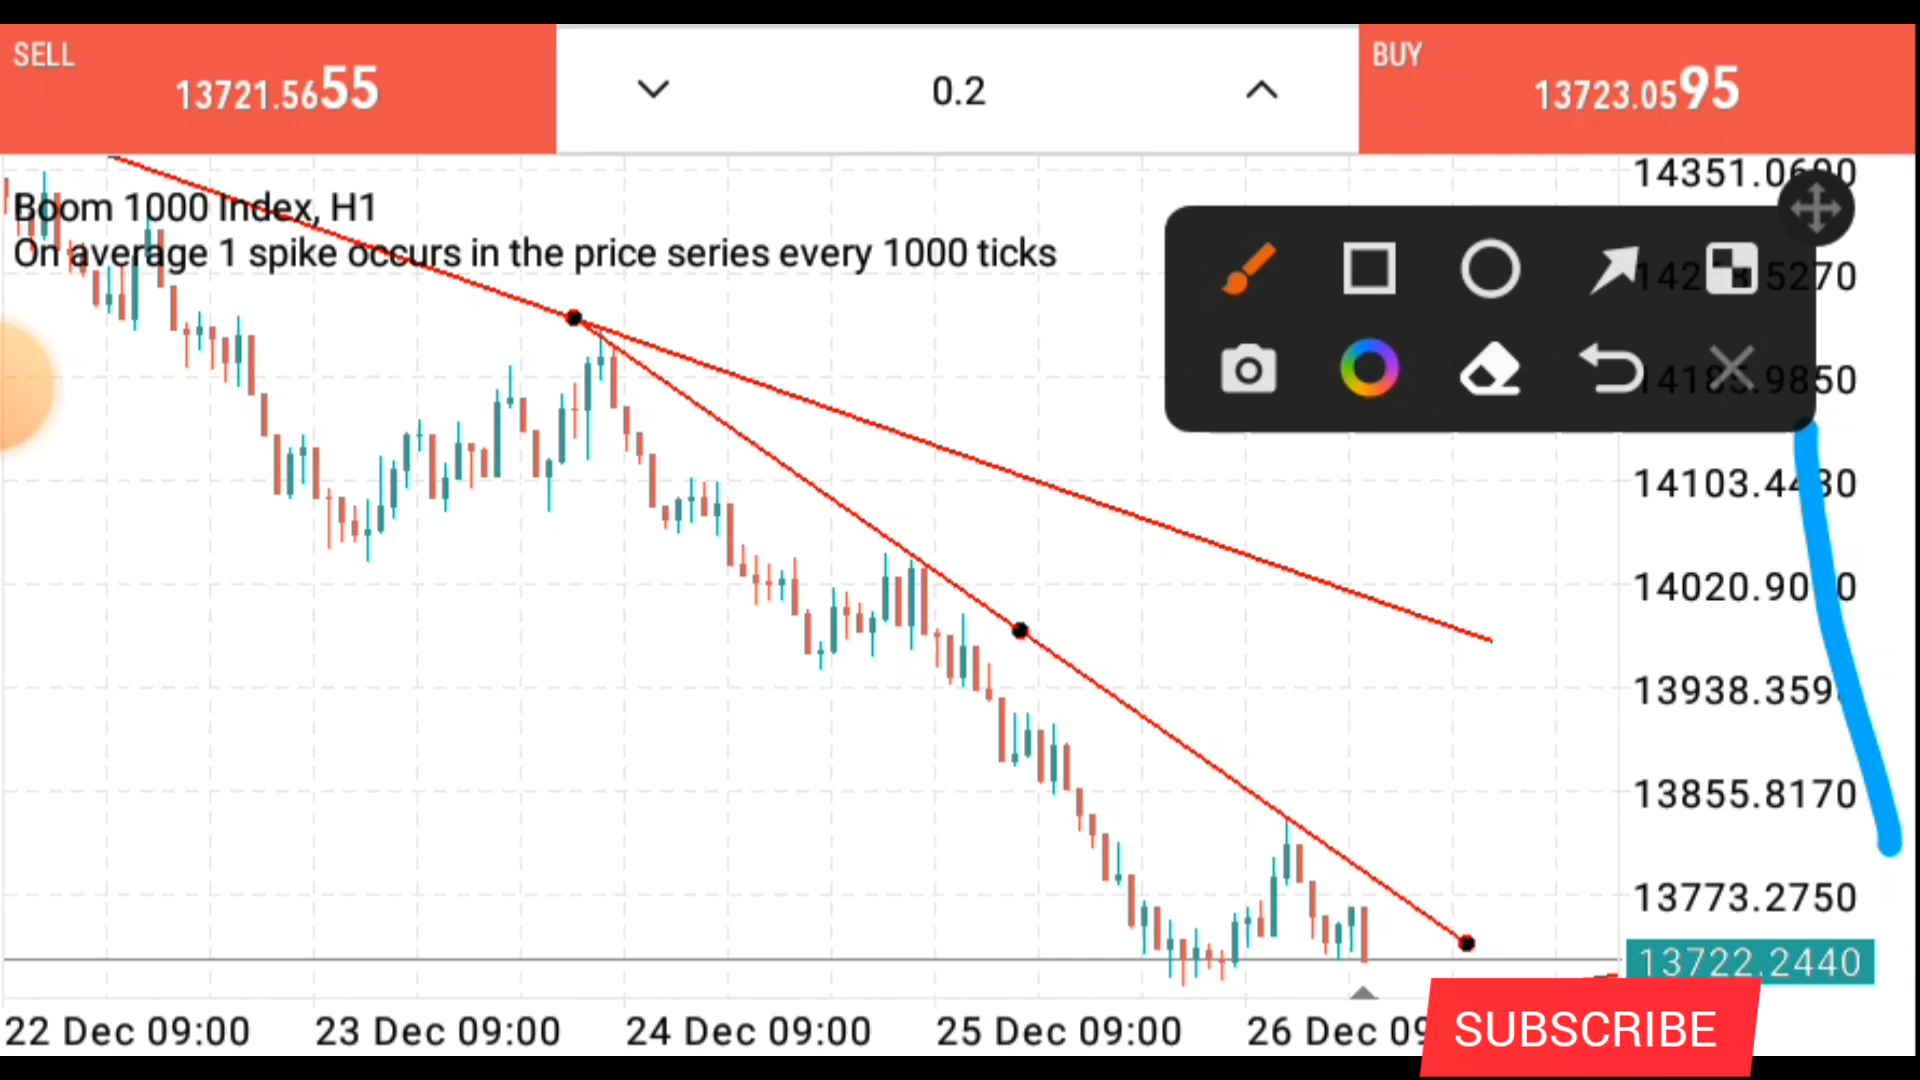 SELL
13721.5655
0.2
BUY
13723.0595
Boom 1000 Index, H1
On average 1 spike occurs in the price series every 1000 ticks
14103.4430
13855.8170
13773.2750
13722.2440
22 Dec 09:00
23 Dec 09:00
24 Dec 09:00
25 Dec 09:00
26 Dec
SUBSCRIBE